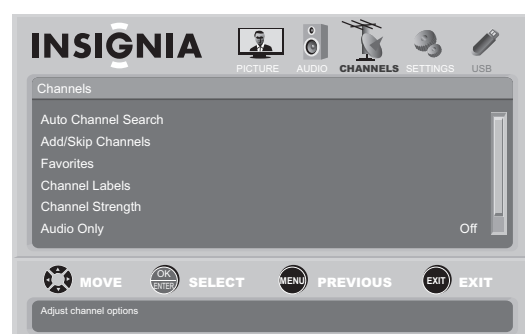 INSIGNIA
PICTURE AUDIO CHANNELS SETTINGS USB
Channels
Auto Channel Search
Add/Skip Channels
Favorites
Channel Labels
Channel Strength
Audio Only Off
MOVE OK ENTER SELECT MENU PREVIOUS EXIT EXIT
Adjust channel options